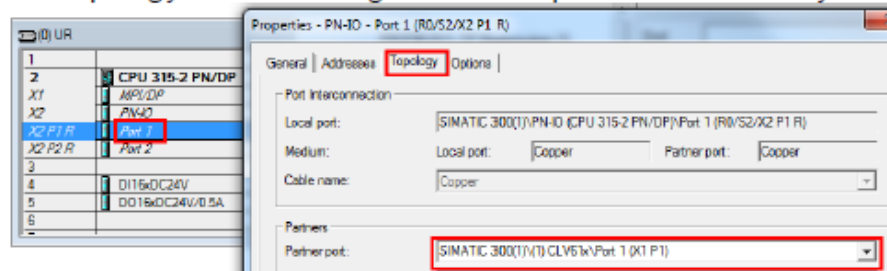 Properties - PN-IO - Port 1 (R0/S2/X2 P1 R)
(0) UR
General Addresses Topology Options
1
2 CPU 315-2 PN/DP
X1 MPI/DP
X2 PN-IO
X2 P1 R Port 1
X2 P2 R Port 2
3
4 DI16xDC24V
5 DO16xDC24V/0.5A
6
Port Interconnection
Local port: SIMATIC 300(1)\PN-IO (CPU 315-2 PN/DP)\Port 1 (R0/S2/X2 P1 R)
Medium: Local port: Copper Partner port: Copper
Cable name: Copper
Partners
Partner port: SIMATIC 300(1)\(1) CLV61x\Port 1 (X1 P1)